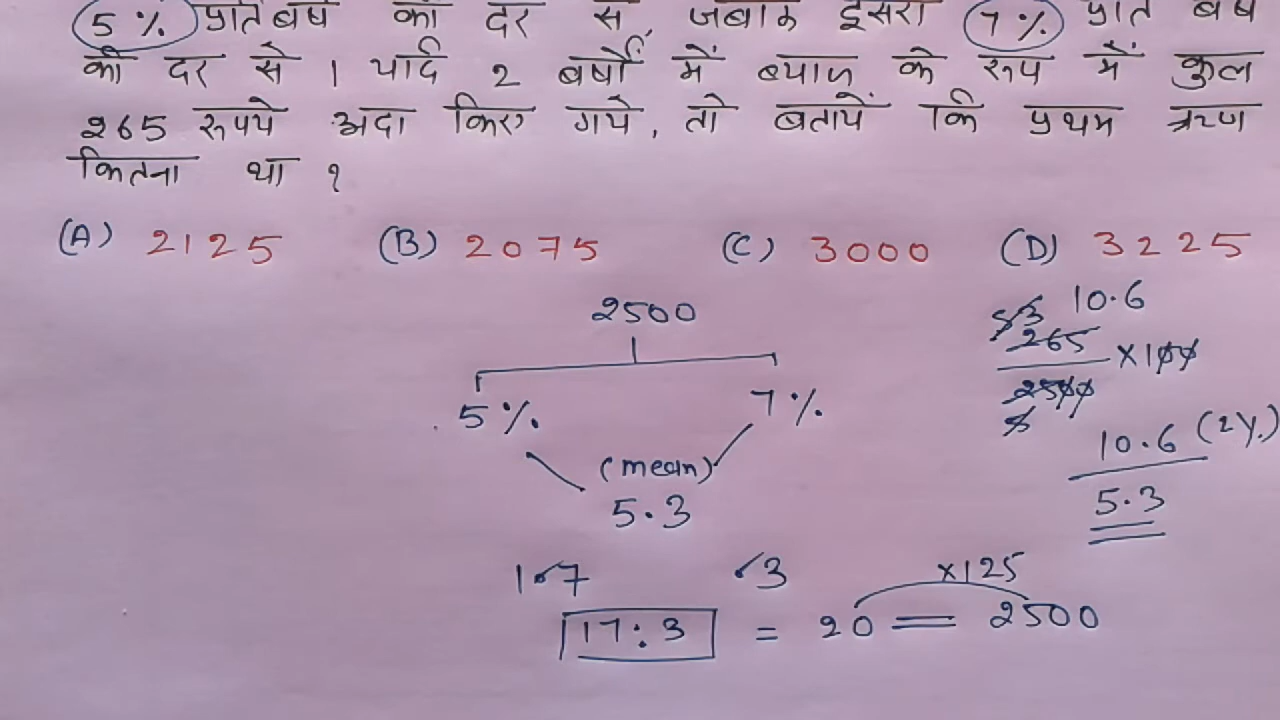 5 % प्रतिवर्ष की दर से, जबकि दूसरा 7 % प्रति वर्ष
की दर से । यदि 2 वर्षों में ब्याज के रूप में कुल
265 रूपये अदा किए गये, तो बतायें कि प्रथम ऋण
कितना था ?
(A) 2125 (B) 2075 (C) 3000 (D) 3225
2500
5 % 7 %
(mean)
5.3
1.7 .3
17:3 = 20 = 2500
×125
53 10.6
265 ×100
2500
5
10.6 (2y.)
5.3